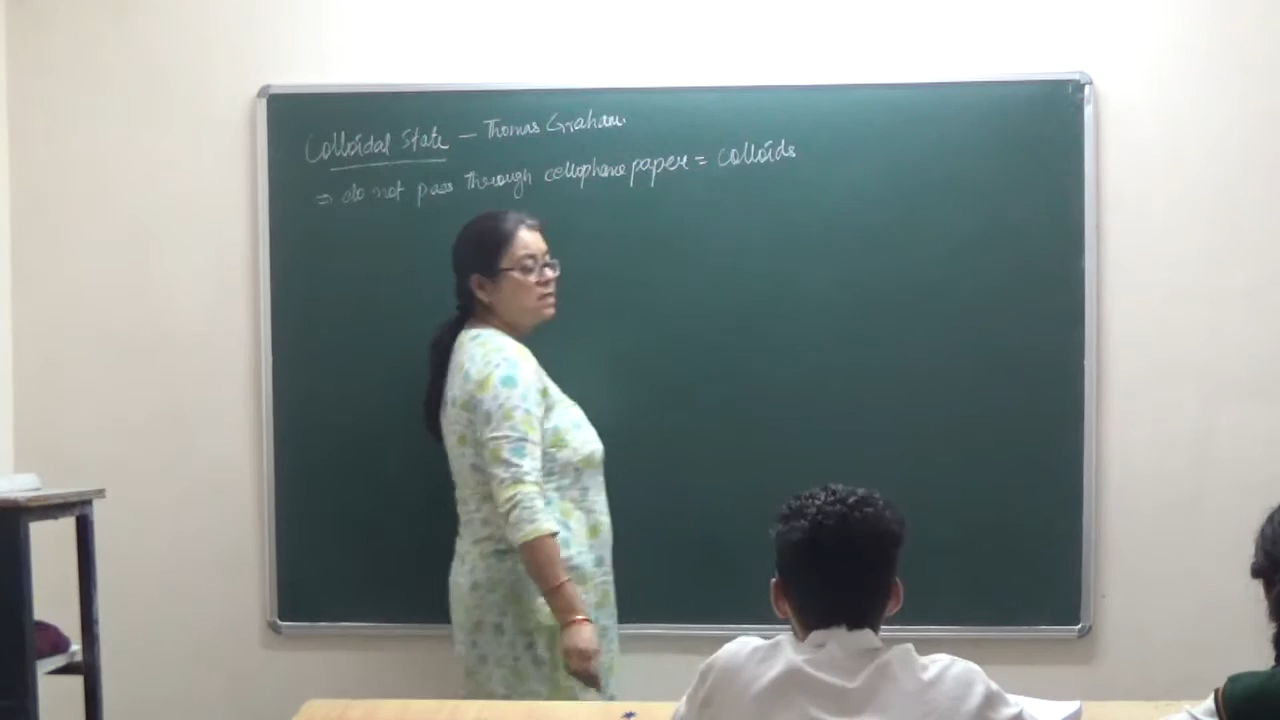 Colloidal State — Thomas Graham.
⇒ do not pass through cellophane paper = colloids